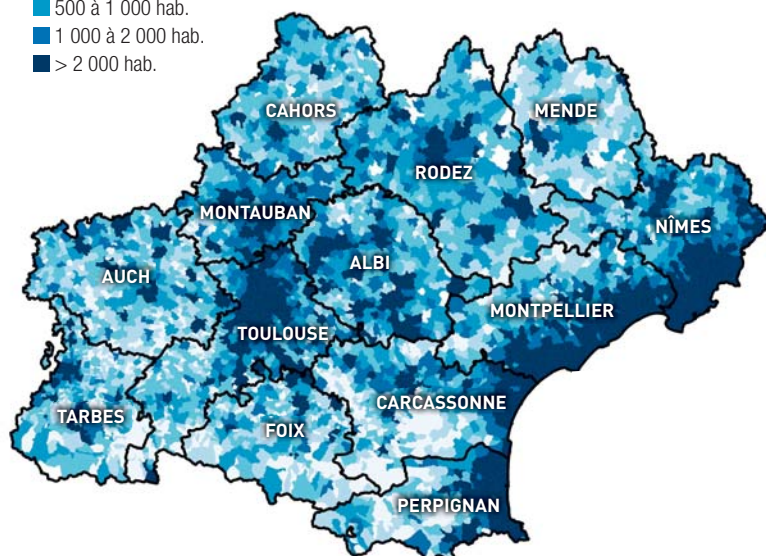 500 à 1 000 hab.
1 000 à 2 000 hab.
> 2 000 hab.
CAHORS
MENDE
RODEZ
MONTAUBAN
NÎMES
AUCH
ALBI
MONTPELLIER
TOULOUSE
CARCASSONNE
TARBES
FOIX
PERPIGNAN